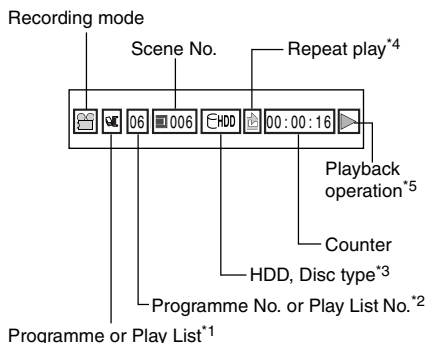 Recording mode
Scene No.
Repeat play*4
06 006 HDD 00:00:16
Playback
operation*5
Counter
HDD, Disc type*3
Programme No. or Play List No.*2
Programme or Play List*1